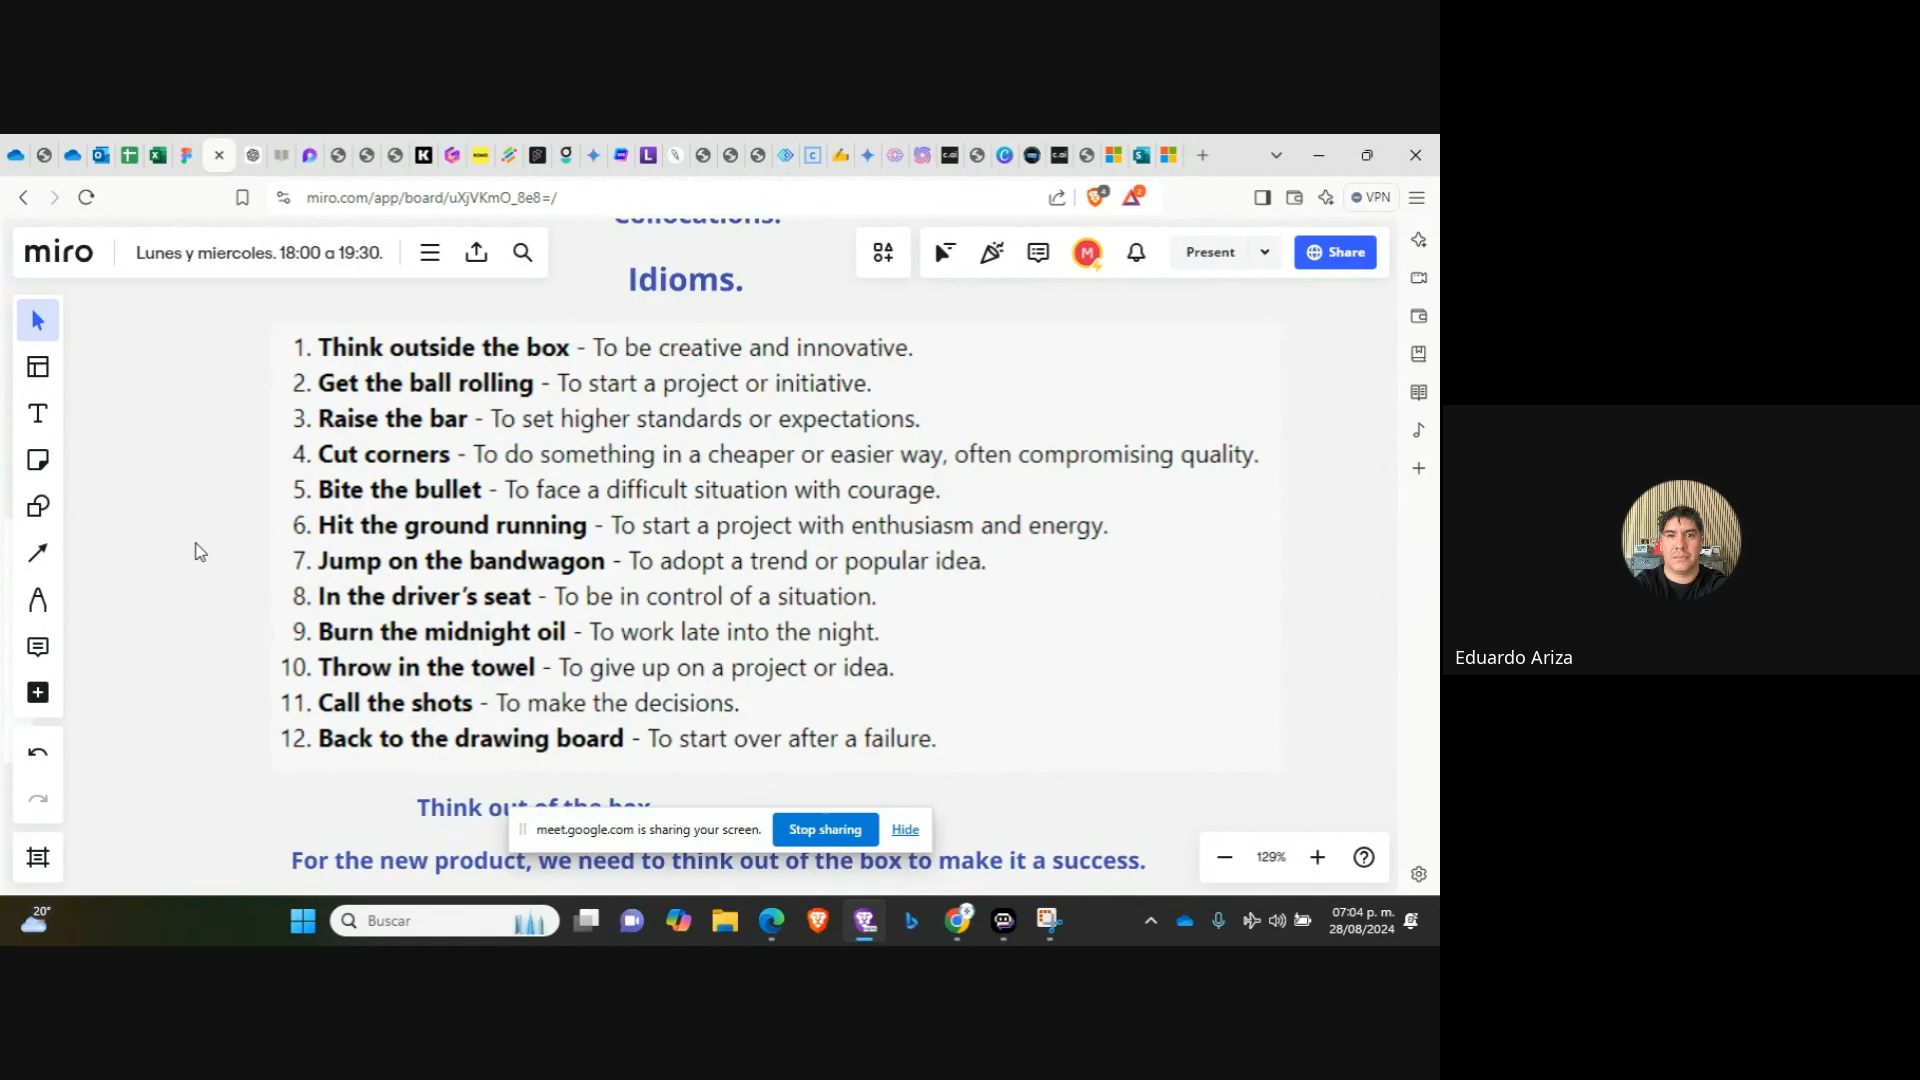 miro.com/app/board/uXjVKmO_8e8=/
VPN
Collocations.
miro
Lunes y miercoles. 18:00 a 19:30.
Present
Share
Idioms.
1. Think outside the box - To be creative and innovative.
2. Get the ball rolling - To start a project or initiative.
3. Raise the bar - To set higher standards or expectations.
4. Cut corners - To do something in a cheaper or easier way, often compromising quality.
5. Bite the bullet - To face a difficult situation with courage.
6. Hit the ground running - To start a project with enthusiasm and energy.
7. Jump on the bandwagon - To adopt a trend or popular idea.
8. In the driver’s seat - To be in control of a situation.
9. Burn the midnight oil - To work late into the night.
10. Throw in the towel - To give up on a project or idea.
11. Call the shots - To make the decisions.
12. Back to the drawing board - To start over after a failure.
Think out of the box
meet.google.com is sharing your screen.
Stop sharing
Hide
For the new product, we need to think out of the box to make it a success.
129%
Eduardo Ariza
20°
Buscar
07:04 p. m.
28/08/2024